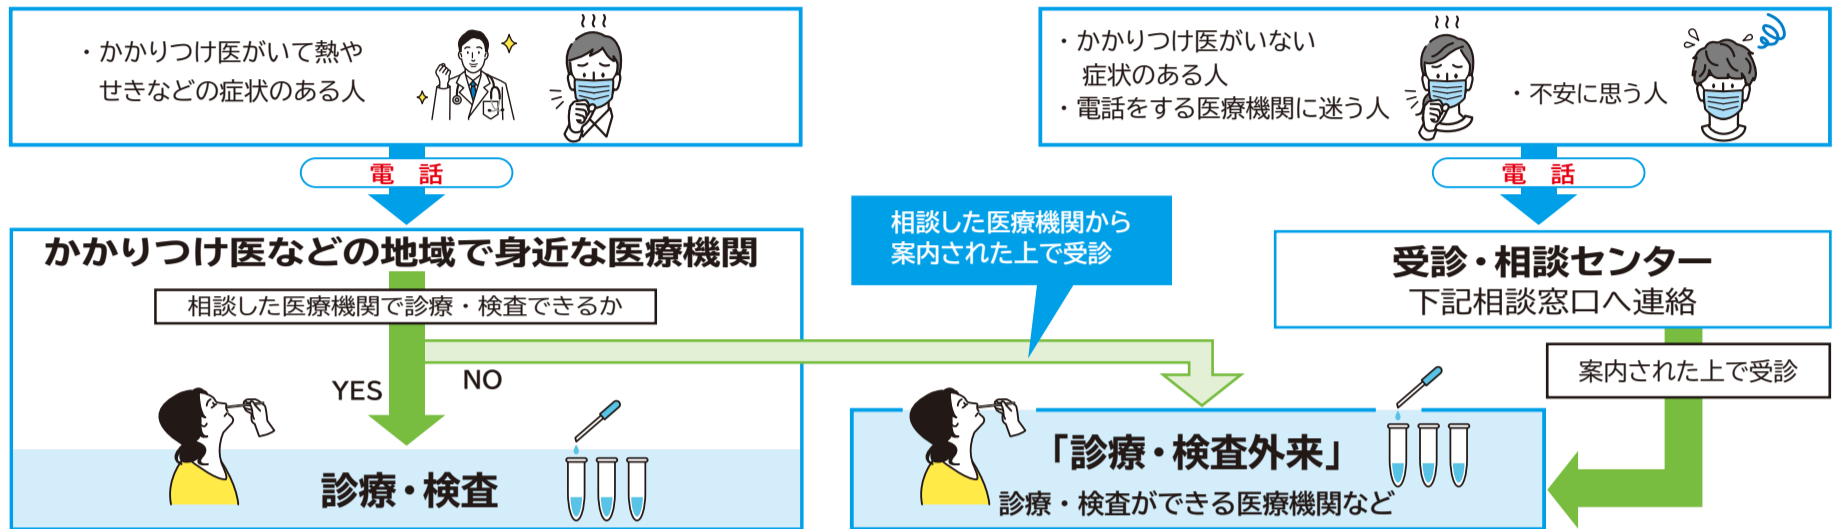 ・かかりつけ医がいて熱や
せきなどの症状のある人
電 話
かかりつけ医などの地域で身近な医療機関
相談した医療機関で診療・検査できるか
YES
NO
診療・検査
相談した医療機関から
案内された上で受診
・かかりつけ医がいない
症状のある人
・電話をする医療機関に迷う人
・不安に思う人
電 話
受診・相談センター
下記相談窓口へ連絡
案内された上で受診
「診療・検査外来」
診療・検査ができる医療機関など